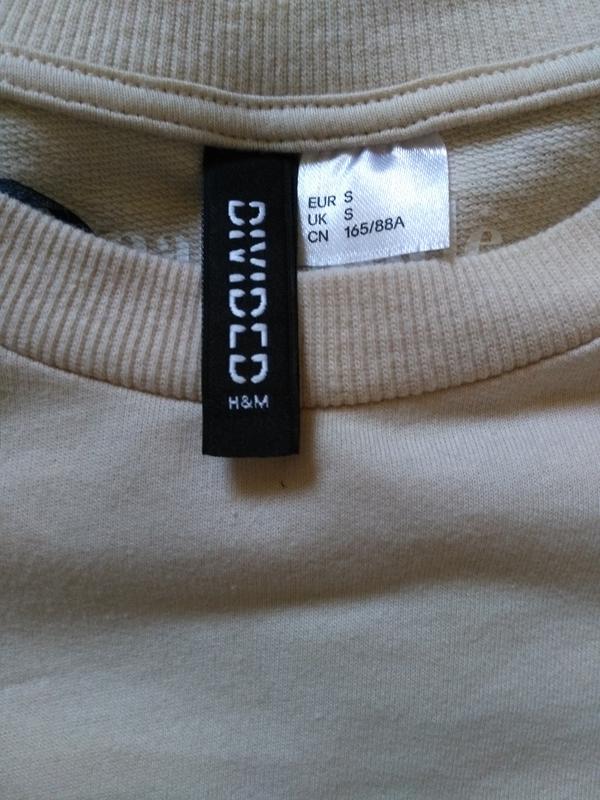 DIVIDED
H&M
EUR S
UK S
CN 165/88A